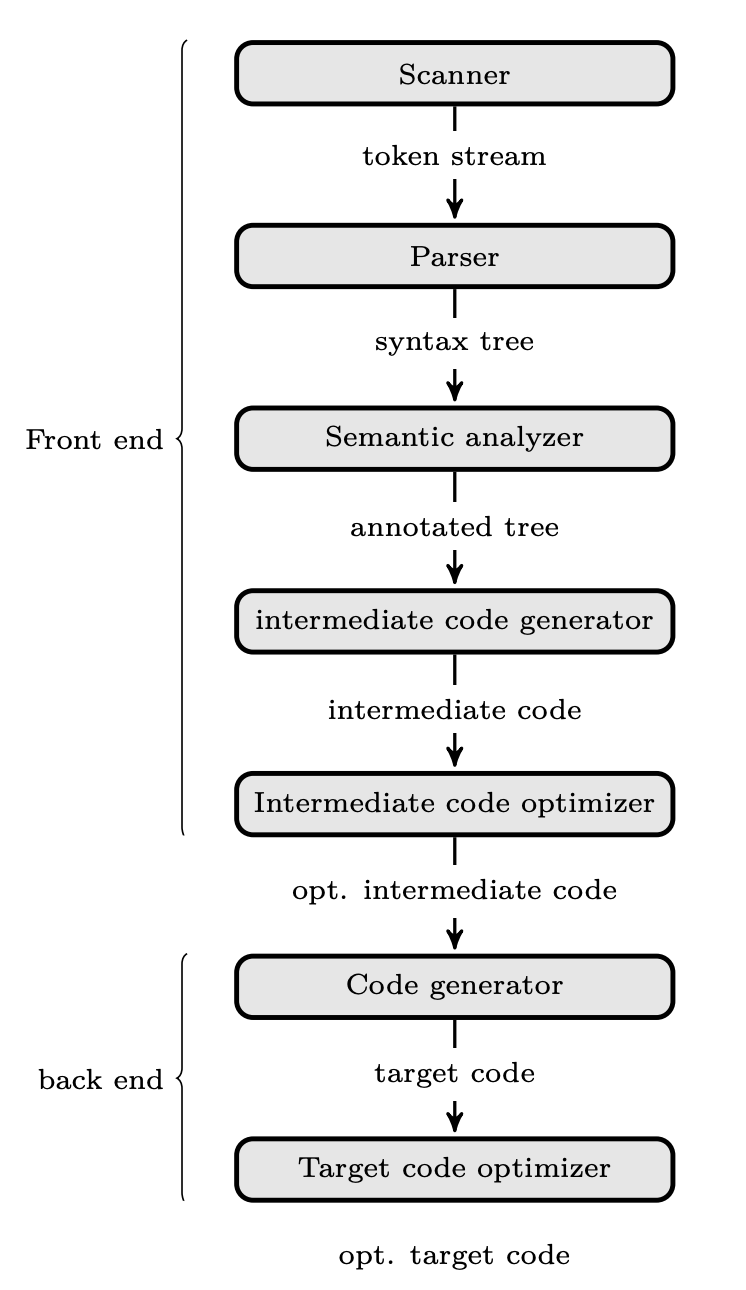 Scanner
token stream
Parser
syntax tree
Front end
Semantic analyzer
annotated tree
intermediate code generator
intermediate code
Intermediate code optimizer
opt. intermediate code
Code generator
target code
back end
Target code optimizer
opt. target code